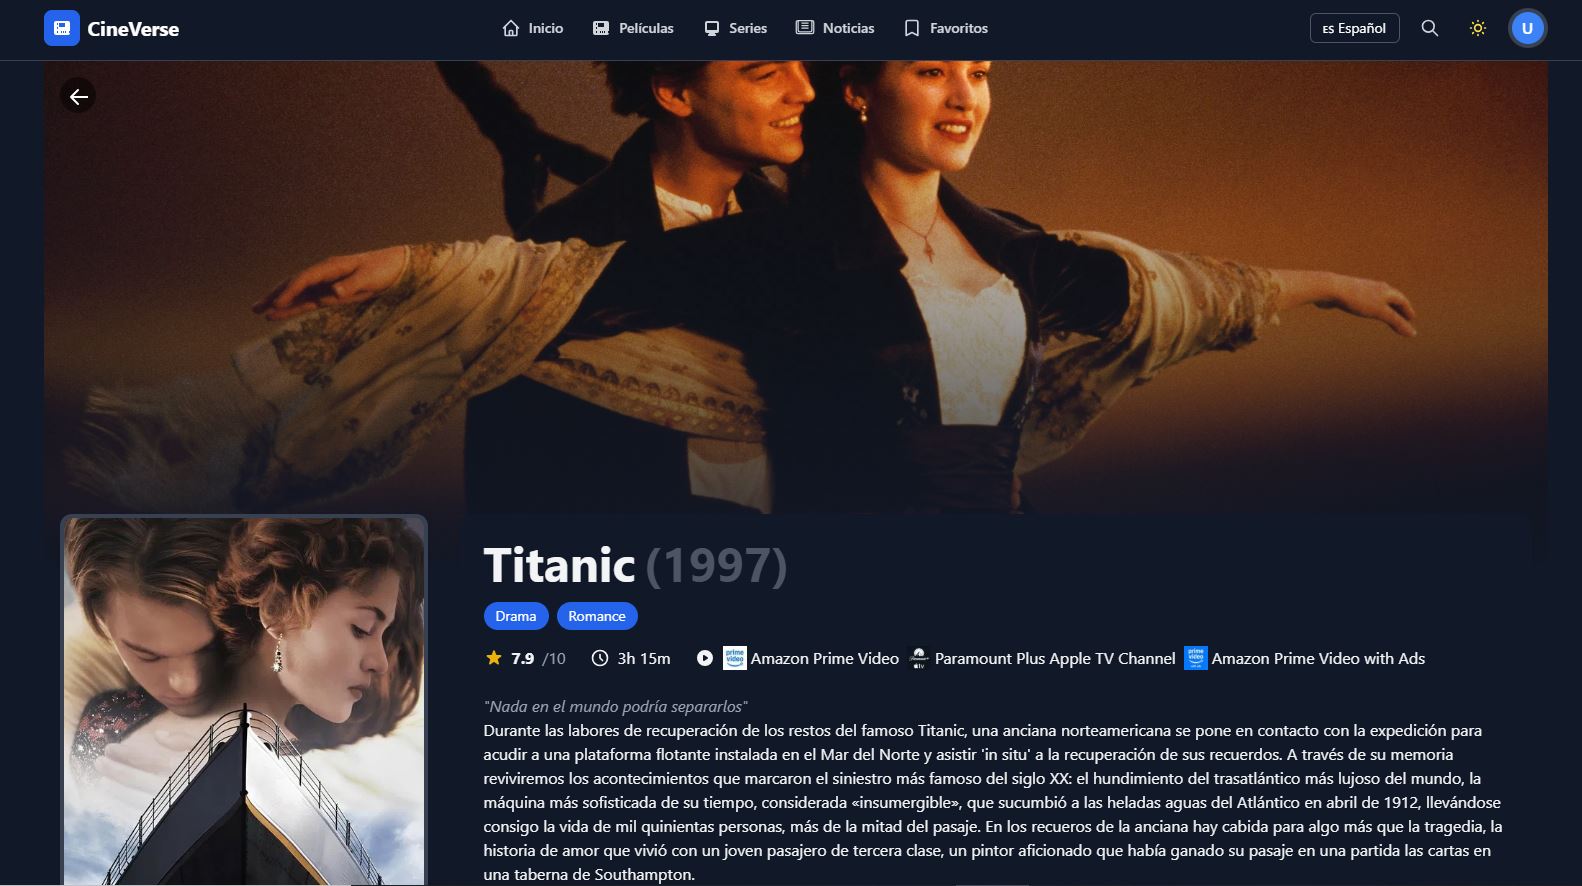 CineVerse
Inicio
Películas
Series
Noticias
Favoritos
ES Español
U
Titanic (1997)
Drama
Romance
7.9 /10
3h 15m
prime video
Amazon Prime Video
Paramount Plus Apple TV Channel
prime video
Amazon Prime Video with Ads
"Nada en el mundo podría separarlos"
Durante las labores de recuperación de los restos del famoso Titanic, una anciana norteamericana se pone en contacto con la expedición para
acudir a una plataforma flotante instalada en el Mar del Norte y asistir 'in situ' a la recuperación de sus recuerdos. A través de su memoria
reviviremos los acontecimientos que marcaron el siniestro más famoso del siglo XX: el hundimiento del trasatlántico más lujoso del mundo, la
máquina más sofisticada de su tiempo, considerada «insumergible», que sucumbió a las heladas aguas del Atlántico en abril de 1912, llevándose
consigo la vida de mil quinientas personas, más de la mitad del pasaje. En los recueros de la anciana hay cabida para algo más que la tragedia, la
historia de amor que vivió con un joven pasajero de tercera clase, un pintor aficionado que había ganado su pasaje en una partida las cartas en
una taberna de Southampton.